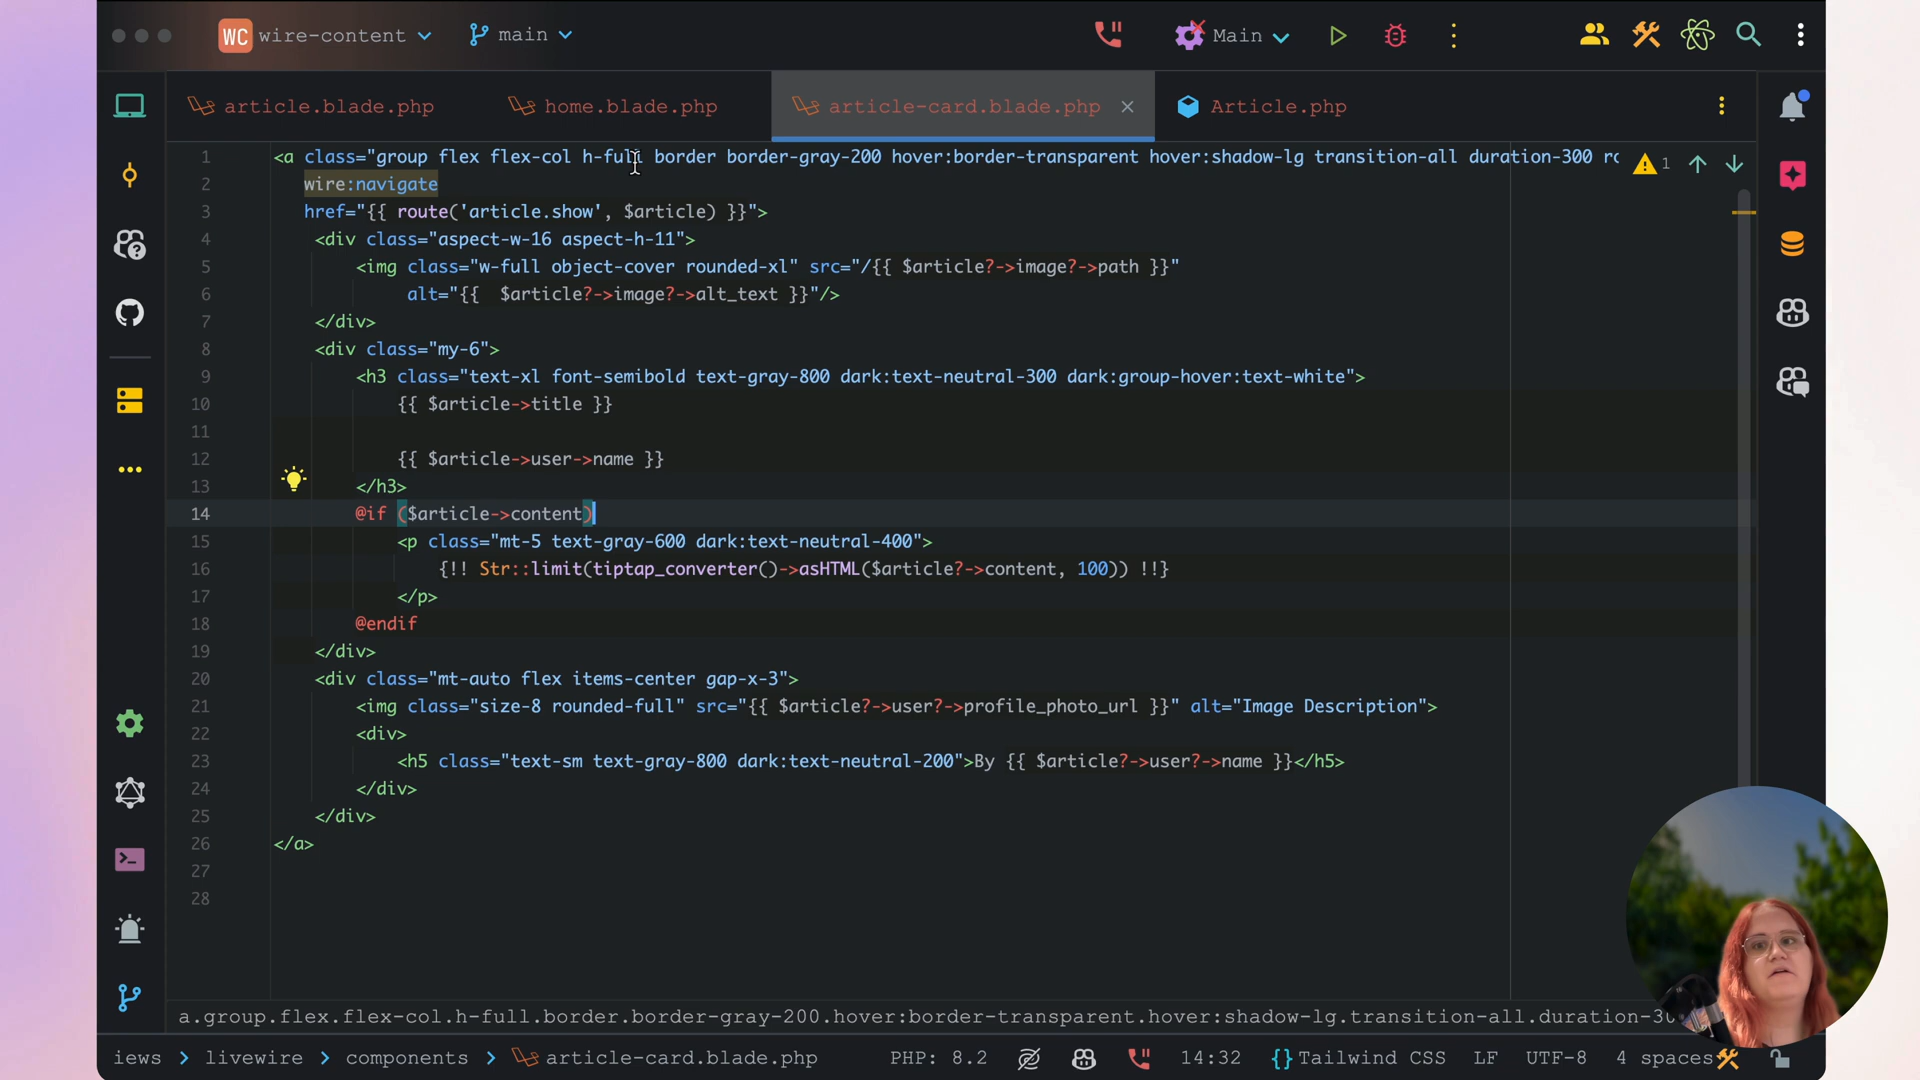 WC wire-content main Main
article.blade.php home.blade.php article-card.blade.php Article.php
1 <a class="group flex flex-col h-full border border-gray-200 hover:border-transparent hover:shadow-lg transition-all duration-300 ro 1
2 wire:navigate
3 href="{{ route('article.show', $article) }}">
4 <div class="aspect-w-16 aspect-h-11">
5 <img class="w-full object-cover rounded-xl" src="/{{ $article?->image?->path }}"
6 alt="{{  $article?->image?->alt_text }}"/>
7 </div>
8 <div class="my-6">
9 <h3 class="text-xl font-semibold text-gray-800 dark:text-neutral-300 dark:group-hover:text-white">
10 {{ $article->title }}
11
12 {{ $article->user->name }}
13 </h3>
14 @if ($article->content)
15 <p class="mt-5 text-gray-600 dark:text-neutral-400">
16 {!! Str::limit(tiptap_converter()->asHTML($article?->content, 100)) !!}
17 </p>
18 @endif
19 </div>
20 <div class="mt-auto flex items-center gap-x-3">
21 <img class="size-8 rounded-full" src="{{ $article?->user?->profile_photo_url }}" alt="Image Description">
22 <div>
23 <h5 class="text-sm text-gray-800 dark:text-neutral-200">By {{ $article?->user?->name }}</h5>
24 </div>
25 </div>
26 </a>
27
28
a.group.flex.flex-col.h-full.border.border-gray-200.hover:border-transparent.hover:shadow-lg.transition-all.duration-30
iews > livewire > components > article-card.blade.php PHP: 8.2 14:32 {} Tailwind CSS LF UTF-8 4 spaces